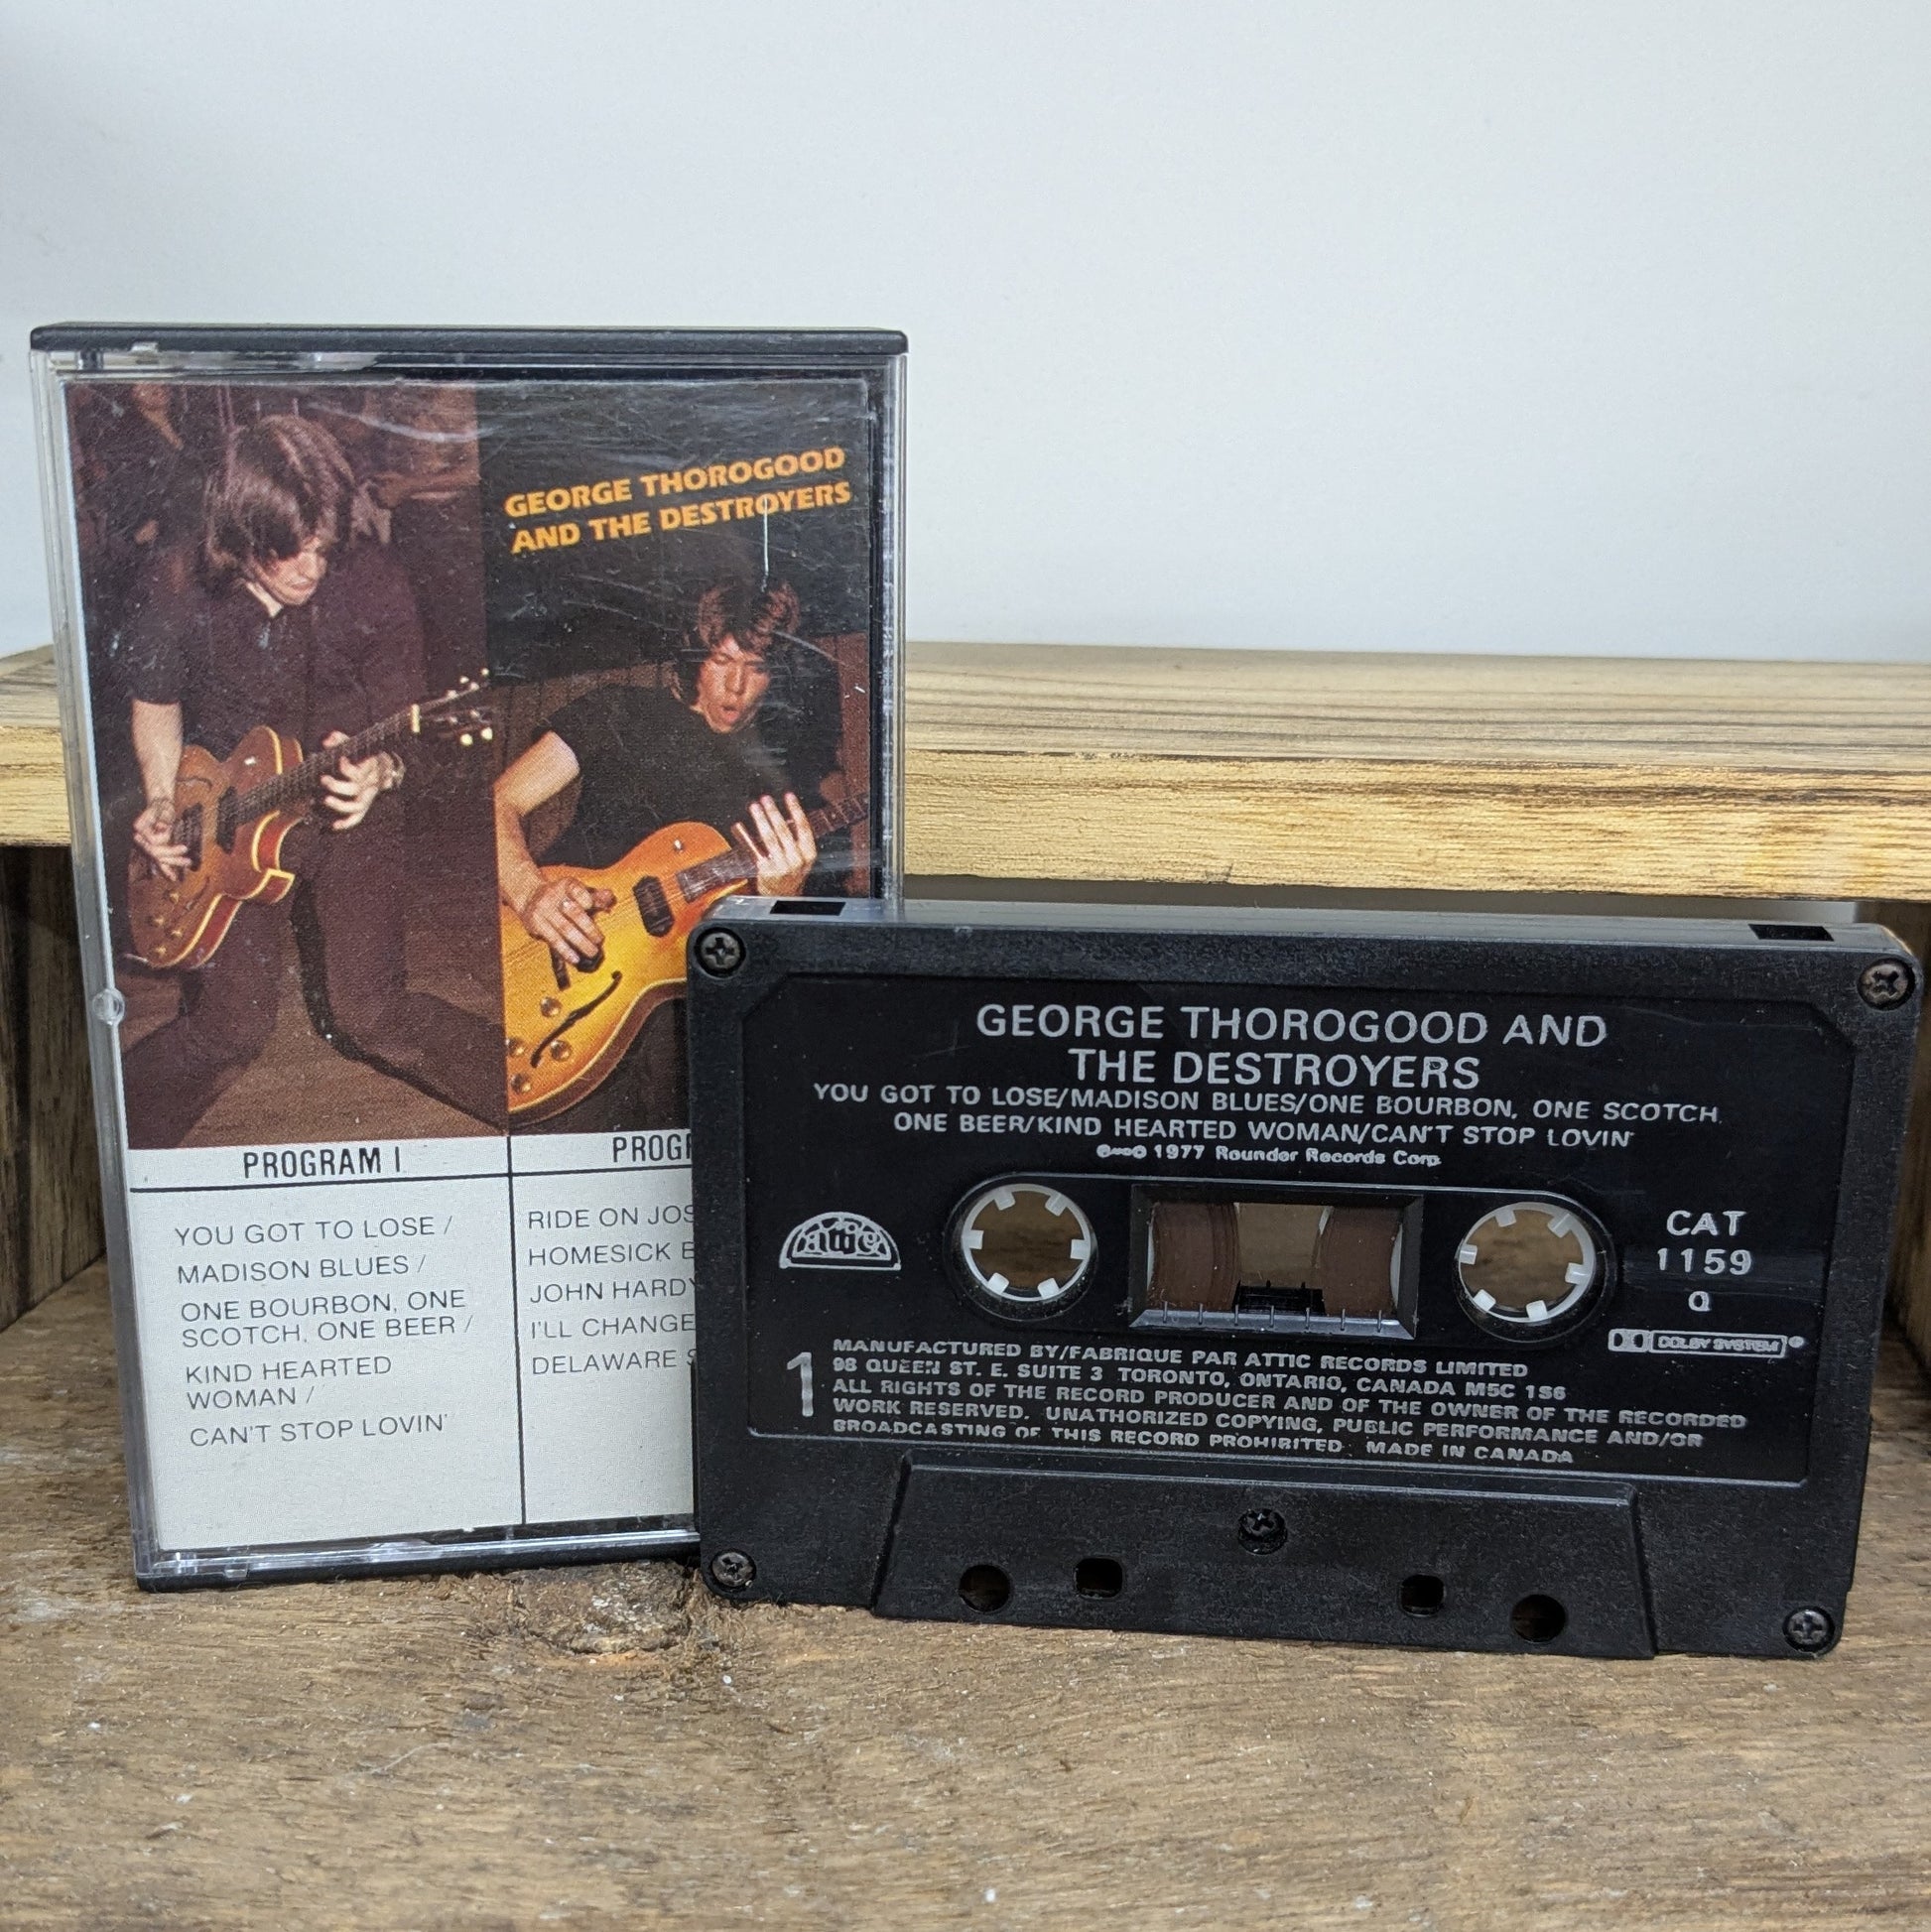 GEORGE THOROGOOD
AND THE DESTROYERS
PROGRAM I
YOU GOT TO LOSE /
MADISON BLUES /
ONE BOURBON, ONE
SCOTCH, ONE BEER /
KIND HEARTED
WOMAN /
CAN'T STOP LOVIN'
PROGR
RIDE ON JOS
HOMESICK B
JOHN HARDY
I'LL CHANGE
DELAWARE S
GEORGE THOROGOOD AND
THE DESTROYERS
YOU GOT TO LOSE/MADISON BLUES/ONE BOURBON, ONE SCOTCH,
ONE BEER/KIND HEARTED WOMAN/CAN'T STOP LOVIN'
1977 Rounder Records Corp.
attic
CAT
1159
Q
DOLBY SYSTEM®
1
MANUFACTURED BY/FABRIQUE PAR ATTIC RECORDS LIMITED
98 QUEEN ST. E. SUITE 3 TORONTO, ONTARIO, CANADA M5C 1S6
ALL RIGHTS OF THE RECORD PRODUCER AND OF THE OWNER OF THE RECORDED
WORK RESERVED. UNATHORIZED COPYING, PUBLIC PERFORMANCE AND/OR
BROADCASTING OF THIS RECORD PROHIBITED. MADE IN CANADA